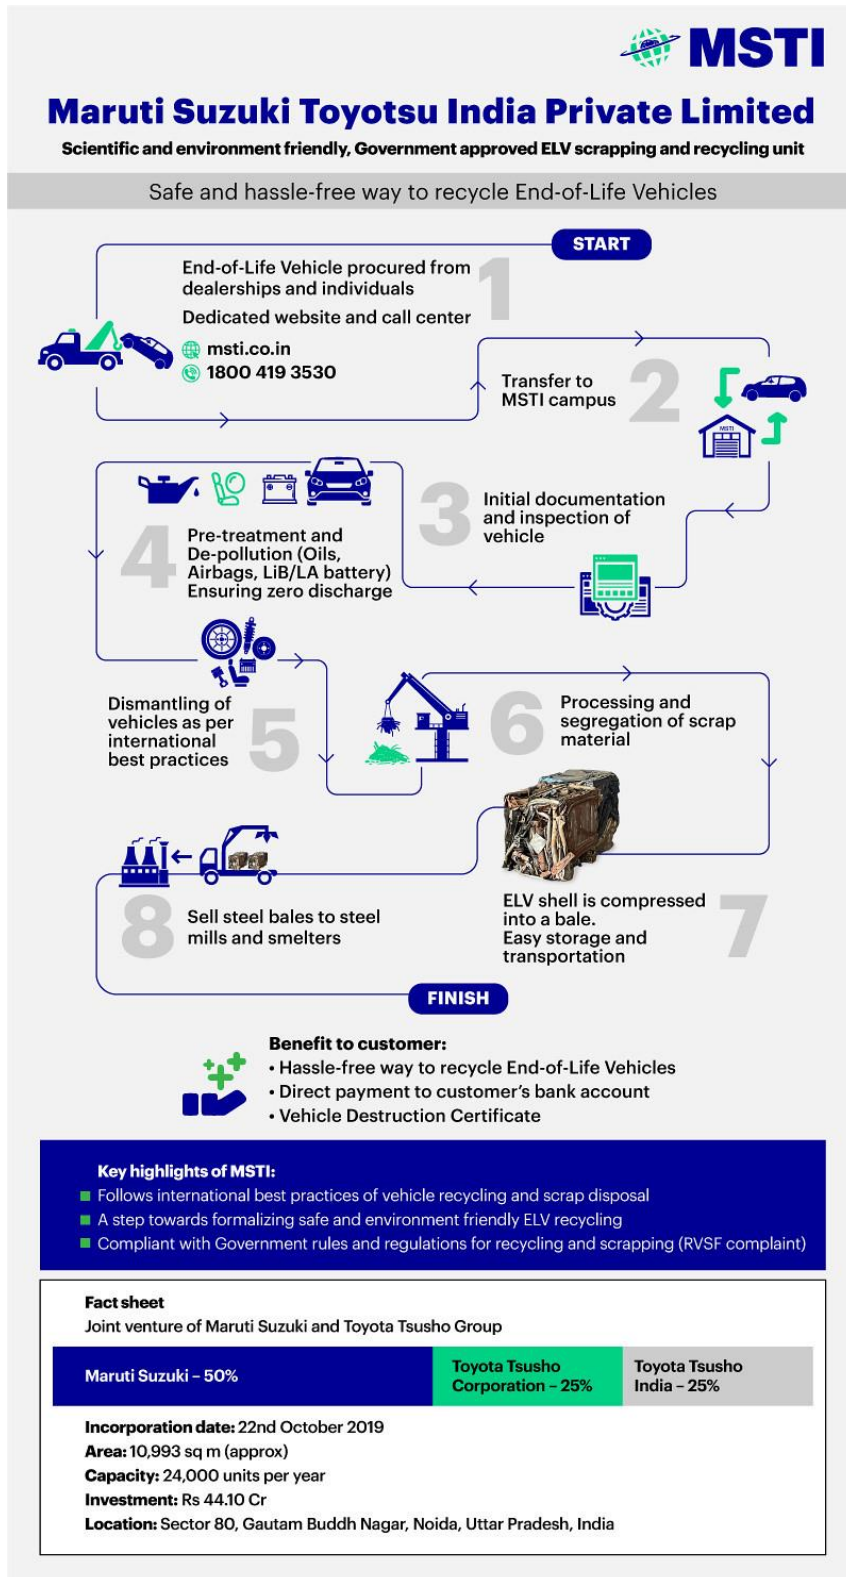 MSTI
Maruti Suzuki Toyotsu India Private Limited
Scientific and environment friendly, Government approved ELV scrapping and recycling unit
Safe and hassle-free way to recycle End-of-Life Vehicles
START
1
End-of-Life Vehicle procured from
dealerships and individuals
Dedicated website and call center
msti.co.in
1800 419 3530
Transfer to
MSTI campus
2
MSTI
3
Initial documentation
and inspection of
vehicle
4
Pre-treatment and
De-pollution (Oils,
Airbags, LiB/LA battery)
Ensuring zero discharge
Dismantling of
vehicles as per
international
best practices
5
6
Processing and
segregation of scrap
material
ELV shell is compressed
into a bale.
Easy storage and
transportation
7
8
Sell steel bales to steel
mills and smelters
FINISH
Benefit to customer:
• Hassle-free way to recycle End-of-Life Vehicles
• Direct payment to customer's bank account
• Vehicle Destruction Certificate
Key highlights of MSTI:
Follows international best practices of vehicle recycling and scrap disposal
A step towards formalizing safe and environment friendly ELV recycling
Compliant with Government rules and regulations for recycling and scrapping (RVSF complaint)
Fact sheet
Joint venture of Maruti Suzuki and Toyota Tsusho Group
Maruti Suzuki – 50%
Toyota Tsusho
Corporation – 25%
Toyota Tsusho
India – 25%
Incorporation date: 22nd October 2019
Area: 10,993 sq m (approx)
Capacity: 24,000 units per year
Investment: Rs 44.10 Cr
Location: Sector 80, Gautam Buddh Nagar, Noida, Uttar Pradesh, India